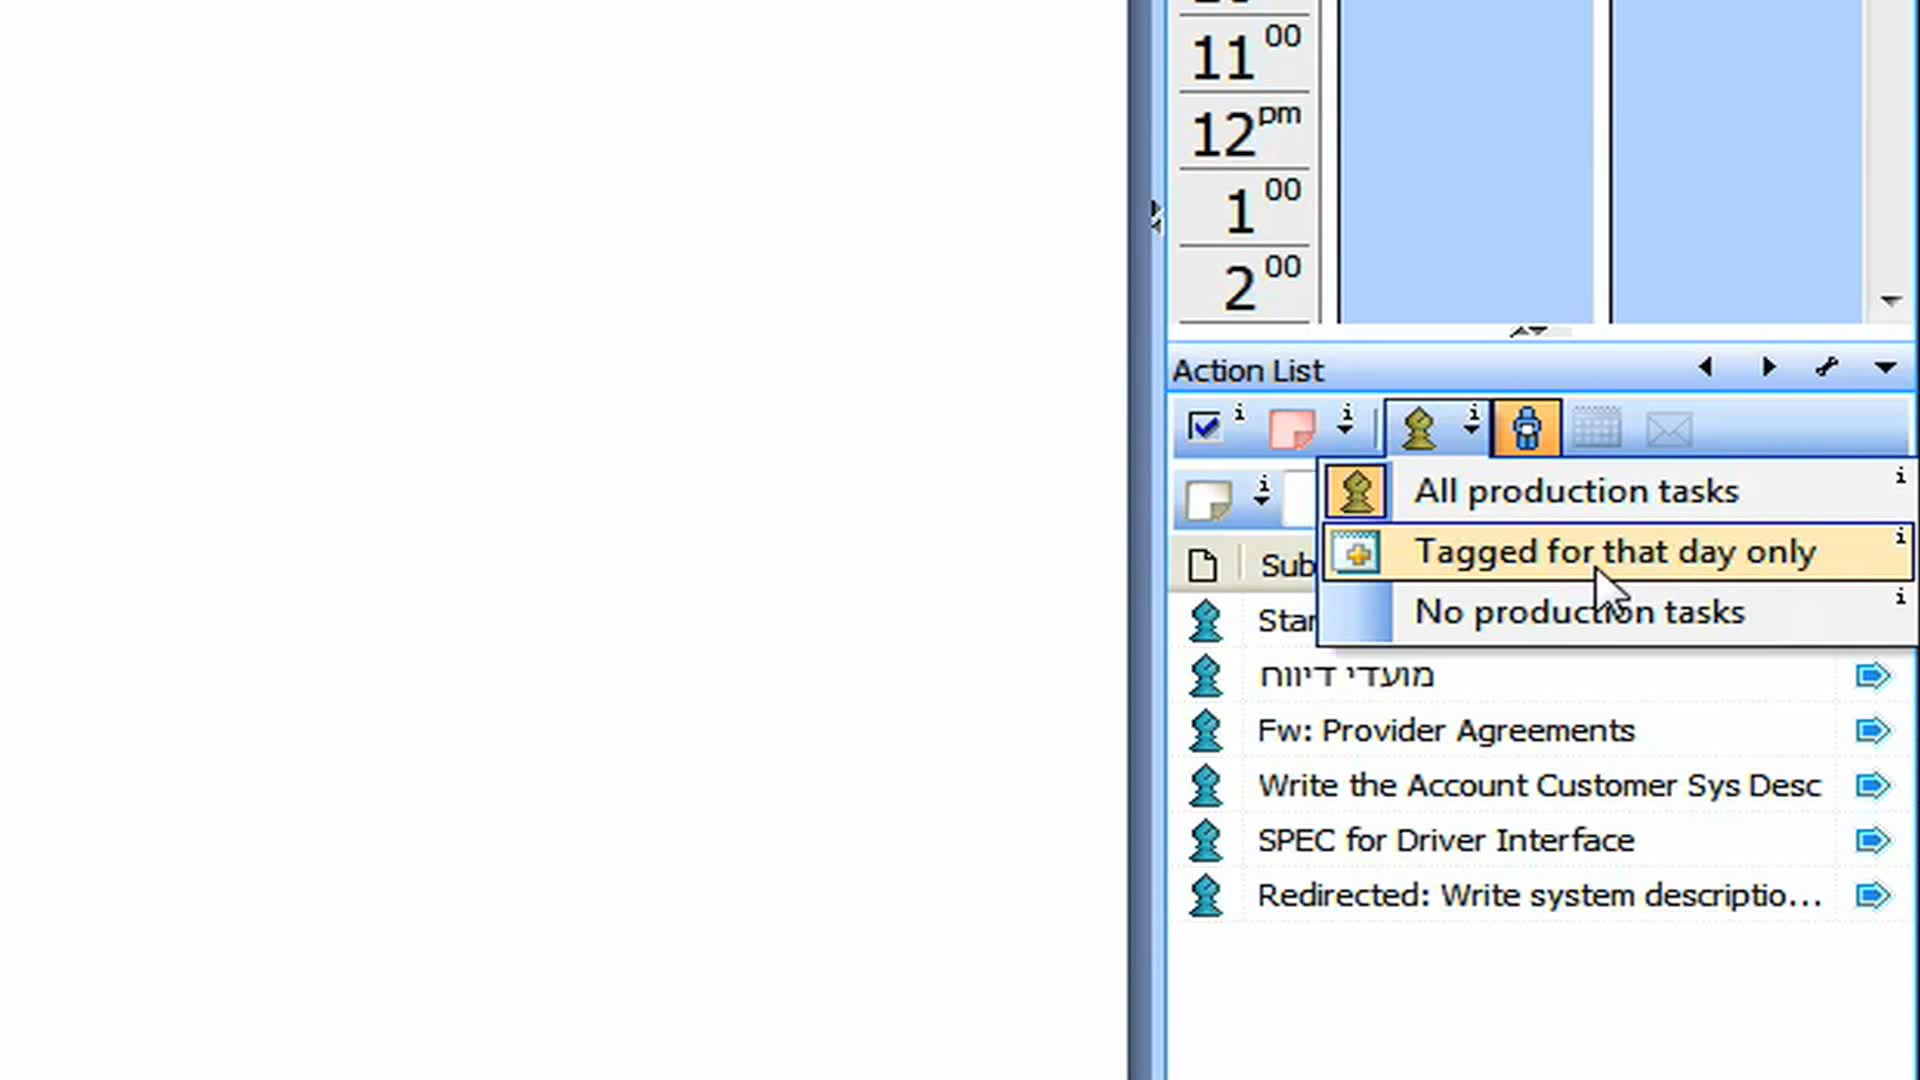 11 00
12 pm
1 00
2 00
Action List
All production tasks
Tagged for that day only
No production tasks
Sub
Star
מועדי דיווח
Fw: Provider Agreements
Write the Account Customer Sys Desc
SPEC for Driver Interface
Redirected: Write system descriptio...